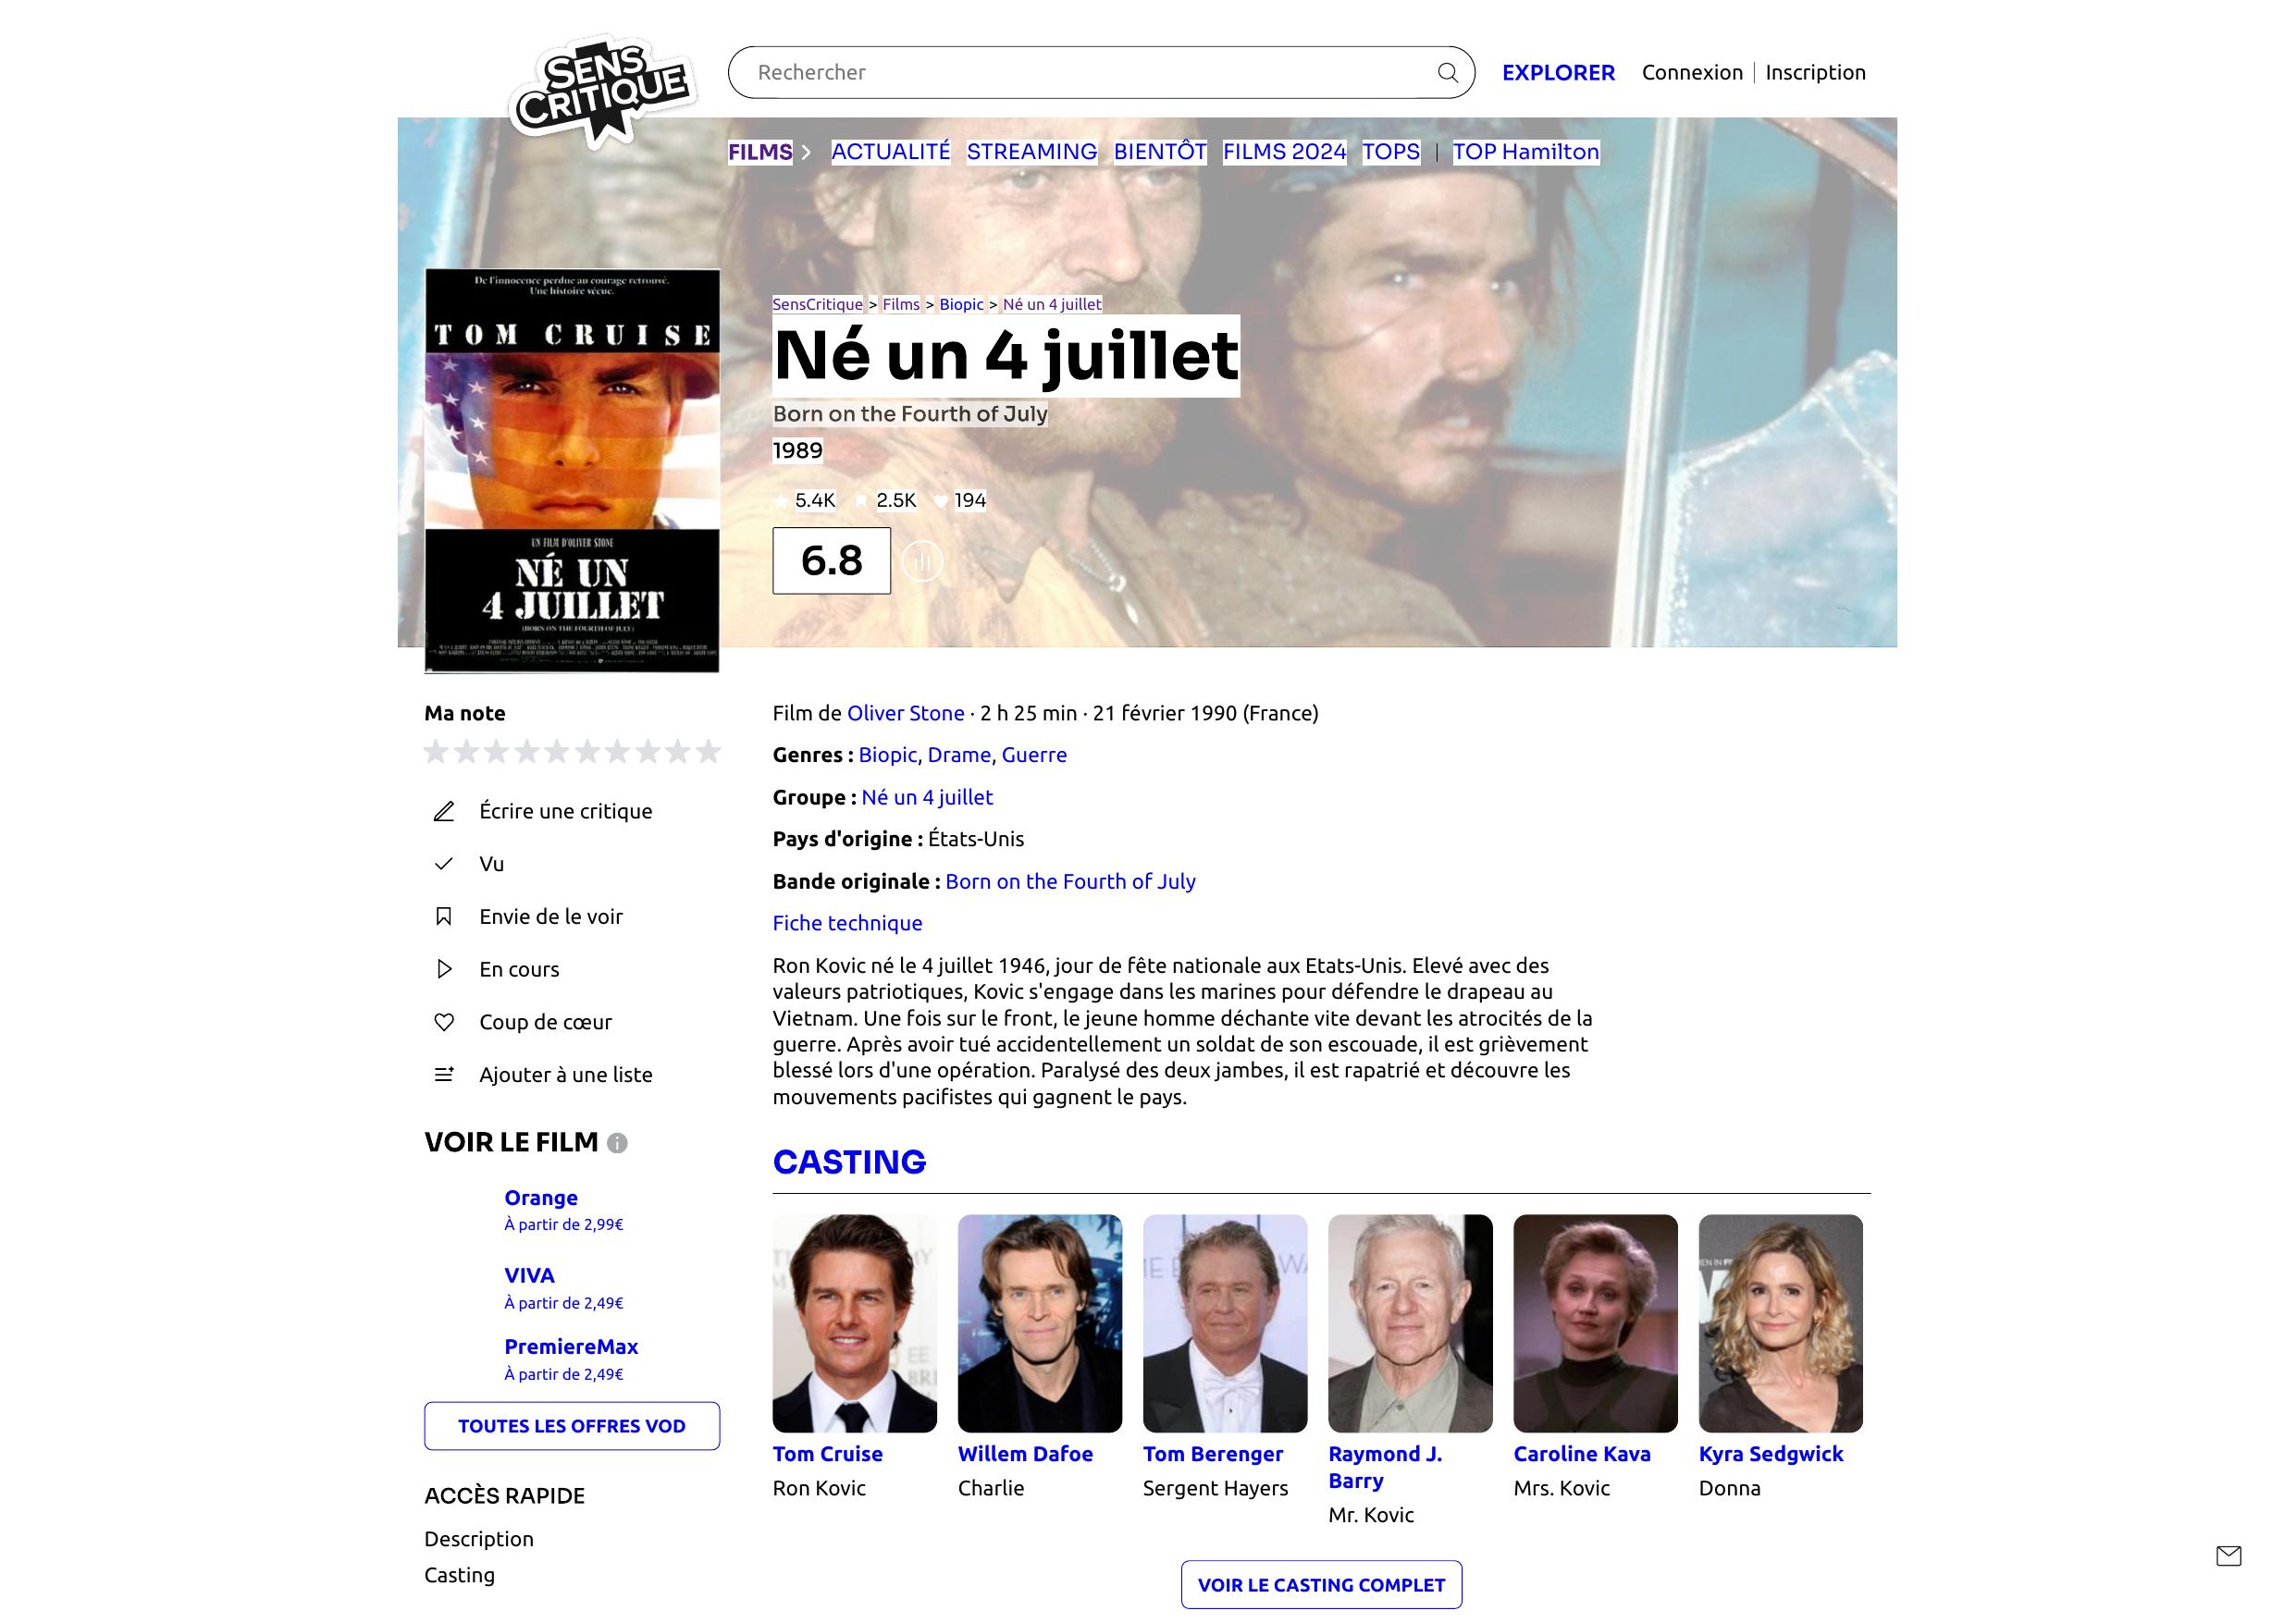 SENS
CRITIQUE
Rechercher
EXPLORER
Connexion
Inscription
FILMS
ACTUALITÉ
STREAMING
BIENTÔT
FILMS 2024
TOPS
|
TOP Hamilton
De l'innocence perdue au courage retrouvé.
Une histoire vécue.
TOM CRUISE
UN FILM D'OLIVER STONE
NÉ UN
4 JUILLET
(BORN ON THE FOURTH OF JULY)
SensCritique > Films > Biopic > Né un 4 juillet
Né un 4 juillet
Born on the Fourth of July
1989
5.4K
2.5K
194
6.8
Ma note
Écrire une critique
Vu
Envie de le voir
En cours
Coup de cœur
Ajouter à une liste
VOIR LE FILM
Orange
À partir de 2,99€
VIVA
À partir de 2,49€
PremiereMax
À partir de 2,49€
TOUTES LES OFFRES VOD
ACCÈS RAPIDE
Description
Casting
Film de Oliver Stone · 2 h 25 min · 21 février 1990 (France)
Genres : Biopic, Drame, Guerre
Groupe : Né un 4 juillet
Pays d'origine : États-Unis
Bande originale : Born on the Fourth of July
Fiche technique
Ron Kovic né le 4 juillet 1946, jour de fête nationale aux Etats-Unis. Elevé avec des
valeurs patriotiques, Kovic s'engage dans les marines pour défendre le drapeau au
Vietnam. Une fois sur le front, le jeune homme déchante vite devant les atrocités de la
guerre. Après avoir tué accidentellement un soldat de son escouade, il est grièvement
blessé lors d'une opération. Paralysé des deux jambes, il est rapatrié et découvre les
mouvements pacifistes qui gagnent le pays.
CASTING
Tom Cruise
Ron Kovic
Willem Dafoe
Charlie
Tom Berenger
Sergent Hayers
Raymond J.
Barry
Mr. Kovic
Caroline Kava
Mrs. Kovic
Kyra Sedgwick
Donna
VOIR LE CASTING COMPLET